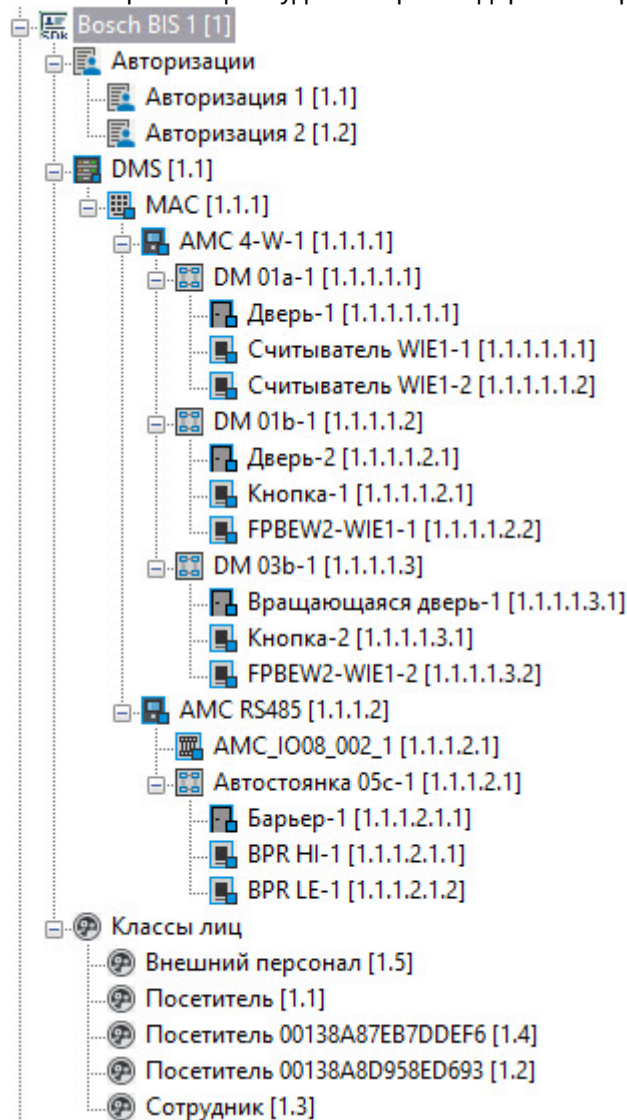 Bosch BIS 1 [1]
Авторизации
Авторизация 1 [1.1]
Авторизация 2 [1.2]
DMS [1.1]
MAC [1.1.1]
AMC 4-W-1 [1.1.1.1]
DM 01a-1 [1.1.1.1.1]
Дверь-1 [1.1.1.1.1.1]
Считыватель WIE1-1 [1.1.1.1.1.1]
Считыватель WIE1-2 [1.1.1.1.1.2]
DM 01b-1 [1.1.1.1.2]
Дверь-2 [1.1.1.1.2.1]
Кнопка-1 [1.1.1.1.2.1]
FPBEW2-WIE1-1 [1.1.1.1.2.2]
DM 03b-1 [1.1.1.1.3]
Вращающаяся дверь-1 [1.1.1.1.3.1]
Кнопка-2 [1.1.1.1.3.1]
FPBEW2-WIE1-2 [1.1.1.1.3.2]
AMC RS485 [1.1.1.2]
AMC_IO08_002_1 [1.1.1.2.1]
Автостоянка 05c-1 [1.1.1.2.1]
Барьер-1 [1.1.1.2.1.1]
BPR HI-1 [1.1.1.2.1.1]
BPR LE-1 [1.1.1.2.1.2]
Классы лиц
Внешний персонал [1.5]
Посетитель [1.1]
Посетитель 00138A87EB7DDEF6 [1.4]
Посетитель 00138A8D958ED693 [1.2]
Сотрудник [1.3]